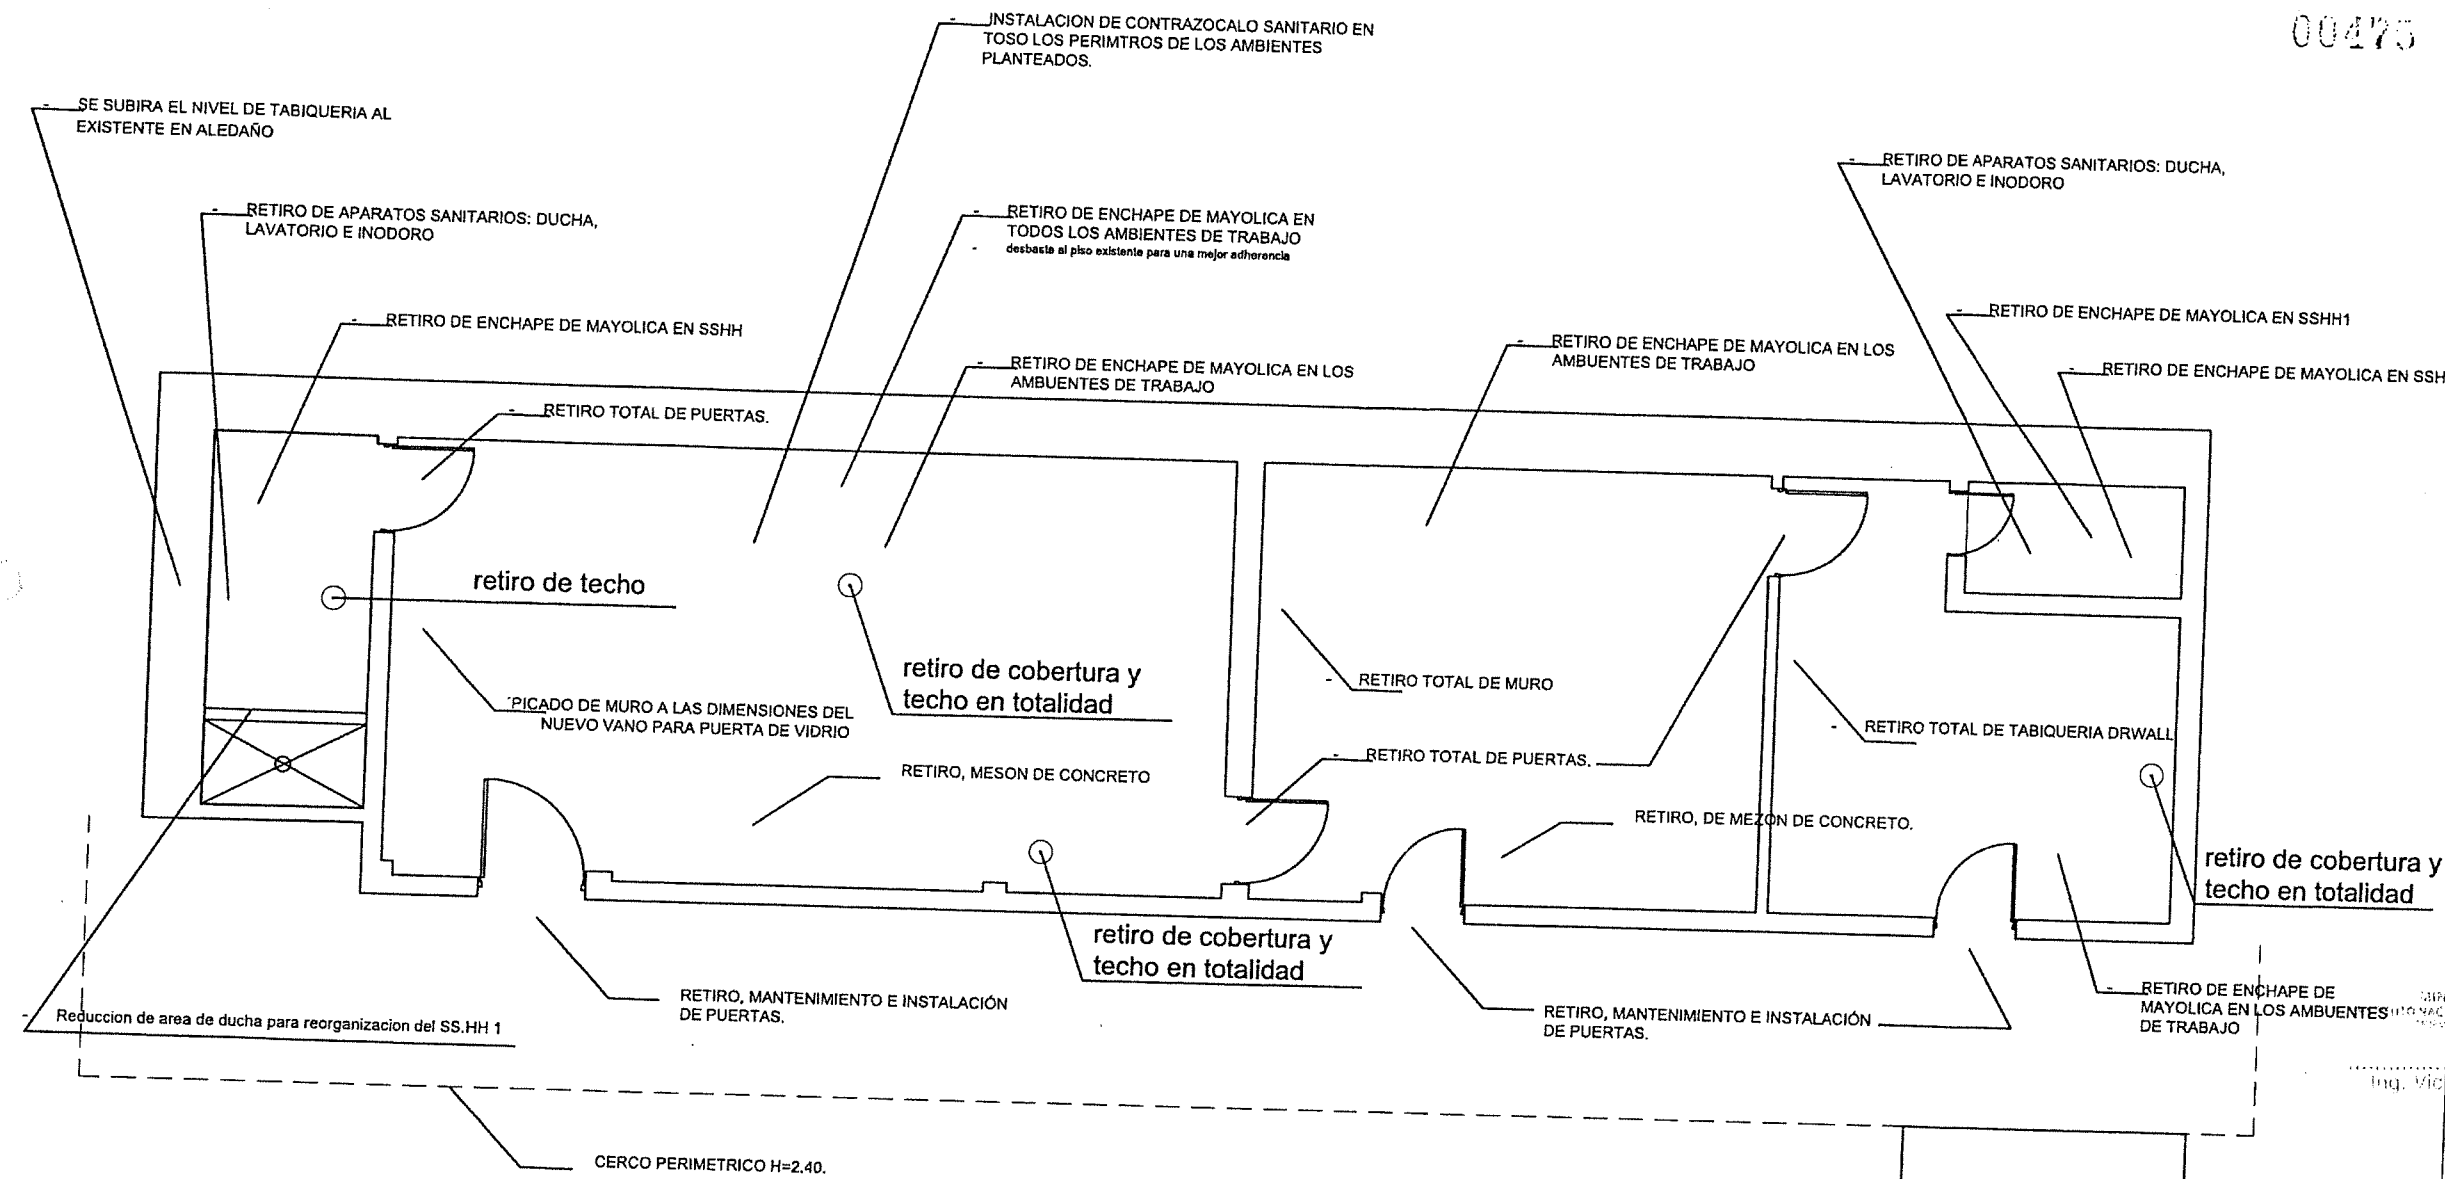 00475
- INSTALACION DE CONTRAZOCALO SANITARIO EN
TOSO LOS PERIMTROS DE LOS AMBIENTES
PLANTEADOS.
- SE SUBIRA EL NIVEL DE TABIQUERIA AL
EXISTENTE EN ALEDAÑO
- RETIRO DE APARATOS SANITARIOS: DUCHA,
LAVATORIO E INODORO
- RETIRO DE APARATOS SANITARIOS: DUCHA,
LAVATORIO E INODORO
- RETIRO DE ENCHAPE DE MAYOLICA EN
TODOS LOS AMBIENTES DE TRABAJO
- desbaste al piso existente para una mejor adherencia
- RETIRO DE ENCHAPE DE MAYOLICA EN SSHH
- RETIRO DE ENCHAPE DE MAYOLICA EN SSHH1
- RETIRO DE ENCHAPE DE MAYOLICA EN LOS
AMBUENTES DE TRABAJO
- RETIRO DE ENCHAPE DE MAYOLICA EN LOS
AMBUENTES DE TRABAJO
- RETIRO DE ENCHAPE DE MAYOLICA EN SSH
- RETIRO TOTAL DE PUERTAS.
retiro de techo
retiro de cobertura y
techo en totalidad
- RETIRO TOTAL DE MURO
PICADO DE MURO A LAS DIMENSIONES DEL
NUEVO VANO PARA PUERTA DE VIDRIO
- RETIRO TOTAL DE TABIQUERIA DRWALL
- RETIRO TOTAL DE PUERTAS.
RETIRO, MESON DE CONCRETO
RETIRO, DE MEZON DE CONCRETO.
retiro de cobertura y
techo en totalidad
retiro de cobertura y
techo en totalidad
RETIRO, MANTENIMIENTO E INSTALACIÓN
DE PUERTAS.
RETIRO, MANTENIMIENTO E INSTALACIÓN
DE PUERTAS.
- RETIRO DE ENCHAPE DE
MAYOLICA EN LOS AMBUENTES
DE TRABAJO
- Reduccion de area de ducha para reorganizacion del SS.HH 1
Ing. Vic
CERCO PERIMETRICO H=2.40.